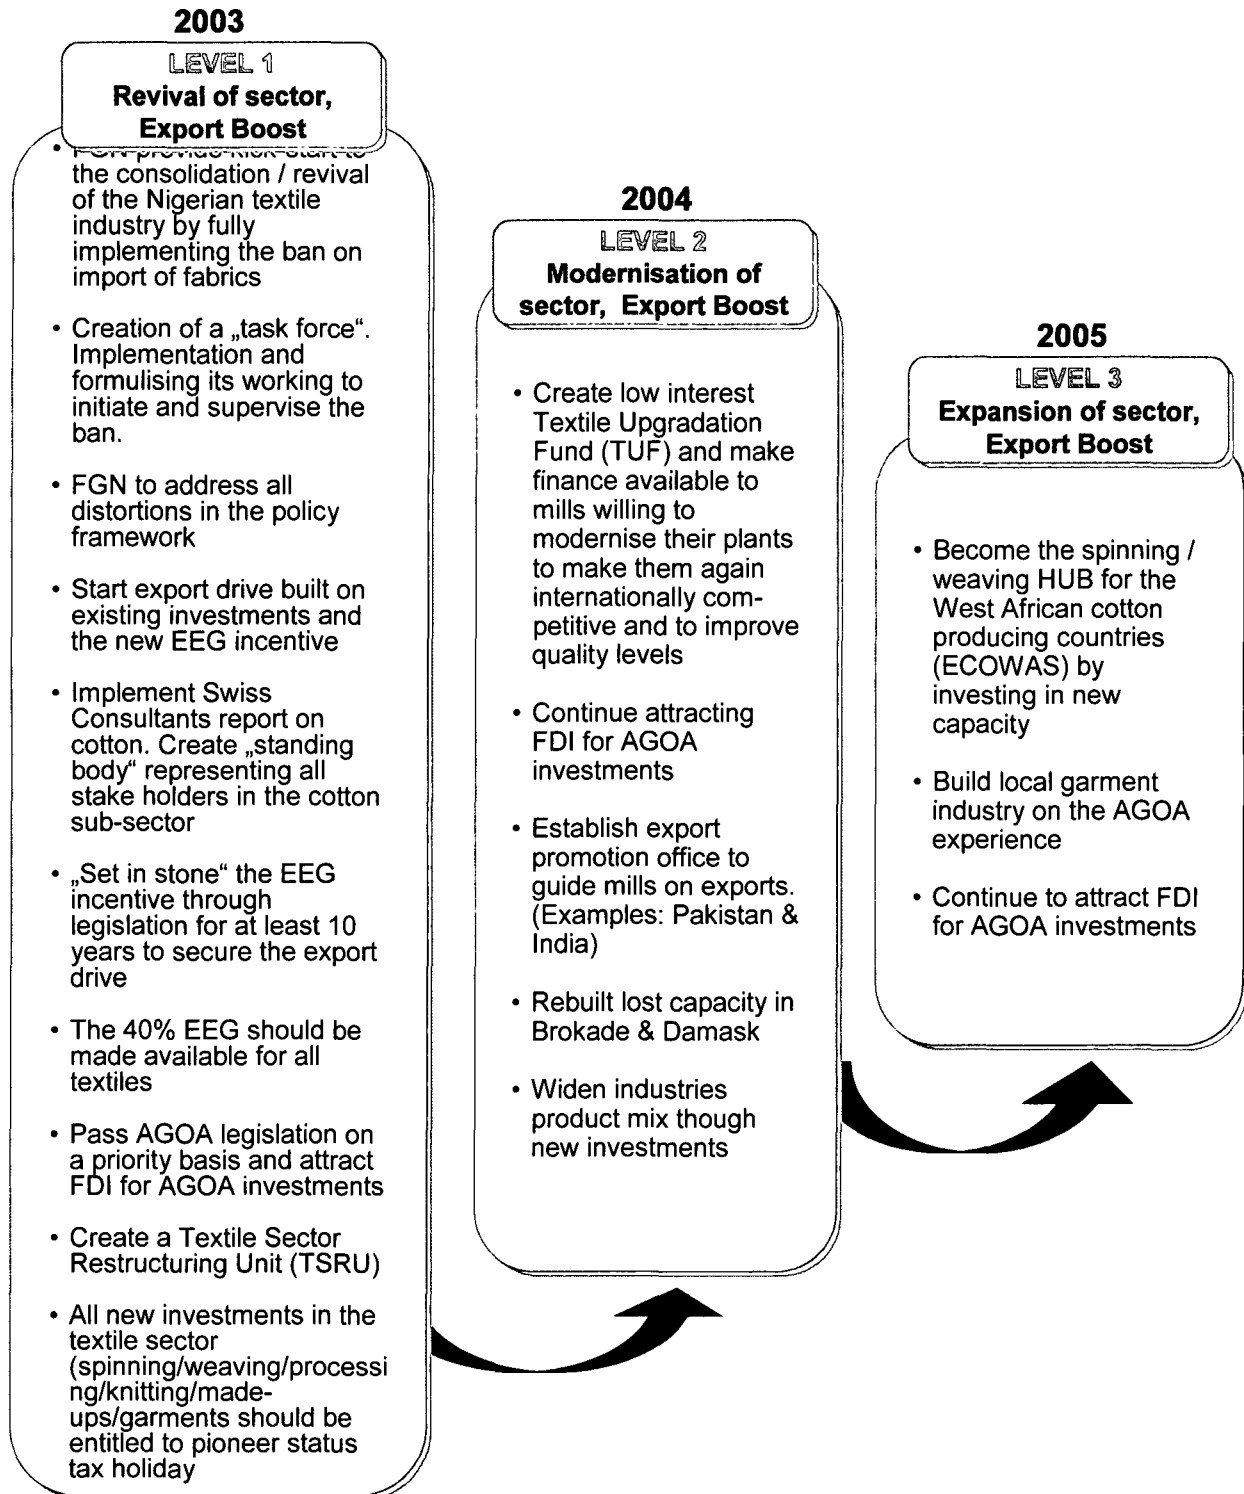 2003
LEVEL 1
Revival of sector,
Export Boost
• FGN provide kick-start to
the consolidation / revival
of the Nigerian textile
industry by fully
implementing the ban on
import of fabrics
• Creation of a „task force“.
Implementation and
formulising its working to
initiate and supervise the
ban.
• FGN to address all
distortions in the policy
framework
• Start export drive built on
existing investments and
the new EEG incentive
• Implement Swiss
Consultants report on
cotton. Create „standing
body“ representing all
stake holders in the cotton
sub-sector
• „Set in stone“ the EEG
incentive through
legislation for at least 10
years to secure the export
drive
• The 40% EEG should be
made available for all
textiles
• Pass AGOA legislation on
a priority basis and attract
FDI for AGOA investments
• Create a Textile Sector
Restructuring Unit (TSRU)
• All new investments in the
textile sector
(spinning/weaving/processi
ng/knitting/made-
ups/garments should be
entitled to pioneer status
tax holiday
2004
LEVEL 2
Modernisation of
sector, Export Boost
• Create low interest
Textile Upgradation
Fund (TUF) and make
finance available to
mills willing to
modernise their plants
to make them again
internationally com-
petitive and to improve
quality levels
• Continue attracting
FDI for AGOA
investments
• Establish export
promotion office to
guide mills on exports.
(Examples: Pakistan &
India)
• Rebuilt lost capacity in
Brokade & Damask
• Widen industries
product mix though
new investments
2005
LEVEL 3
Expansion of sector,
Export Boost
• Become the spinning /
weaving HUB for the
West African cotton
producing countries
(ECOWAS) by
investing in new
capacity
• Build local garment
industry on the AGOA
experience
• Continue to attract FDI
for AGOA investments